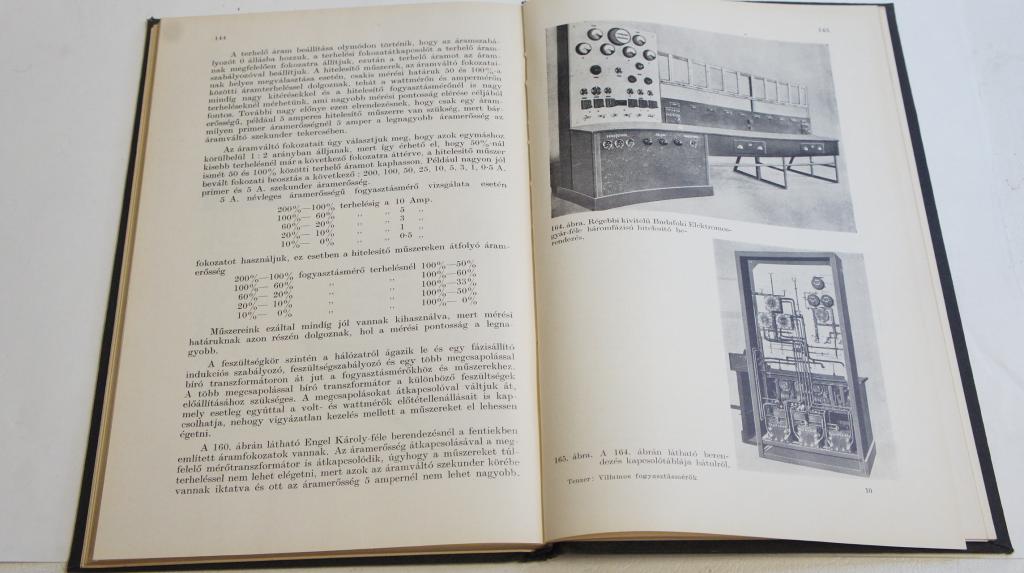 144
A terhelő áram beállítása olymódon történik, hogy az áramszabá-
lyozót 0 állásba hozzuk, a terhelési fokozatátkapcsolót a terhelő áram-
nak megfelelően fokozatra állítjuk, ezután a terhelő áramot az áram-
szabályozóval beállítjuk. A hitelesítő műszerek, az áramváltó fokozatai-
nak helyes megválasztása esetén, csakis mérési határuk 50 és 100%-a
közötti áramterheléssel dolgoznak, tehát a wattmérőn és ampermérőn
mindig nagy kitérésekkel és a hitelesítő fogyasztásmérőnél is nagy
terheléseknél mérhetünk, ami nagyobb mérési pontosság elérése céljából
fontos. További nagy előnye ezen elrendezésnek, hogy csak egy áram-
erősségű, például 5 amperes hitelesítő műszerre van szükség, mert bár-
milyen primer áramerősségnél 5 amper a legnagyobb áramerősség az
áramváltó szekunder tekercsében.
Az áramváltó fokozatait úgy választjuk meg, hogy azok egymáshoz
körülbelül 1 : 2 arányban álljanak, mert így érhető el, hogy 50%-nál
kisebb terhelésnél már a következő fokozatra áttérve, a hitelesítő műszer
ismét 50 és 100% közötti terhelő áramot kaphasson. Például nagyon jól
bevált fokozati beosztás a következő : 200, 100, 50, 25, 10, 5, 3, 1, 0·5 A.
primer és 5 A. szekunder áramerősség.
5 A. névleges áramerősségű fogyasztásmérő vizsgálata esetén
200%—100% terhelésig a 10 Amp.
100%— 60% ,, ,, 5 ,,
60%— 20% ,, ,, 3 ,,
20%— 10% ,, ,, 1 ,,
10%— 0% ,, ,, 0·5 ,,
fokozatot használjuk, ez esetben a hitelesítő műszereken átfolyó áram-
erősség
200%—100% fogyasztásmérő terhelésnél 100%—50%
100%— 60% ,, ,, 100%—60%
60%— 20% ,, ,, 100%—33%
20%— 10% ,, ,, 100%—50%
10%— 0% ,, ,, 100%— 0%
Műszereink ezáltal mindig jól vannak kihasználva, mert mérési
határuknak azon részén dolgoznak, hol a mérési pontosság a legna-
gyobb.
A feszültségkör szintén a hálózatról ágazik le és egy fázisállító
indukciós szabályozó, feszültségszabályozó és egy több megcsapolással
bíró transzformátoron át jut a fogyasztásmérőkhöz és műszerekhez.
A több megcsapolással bíró transzformátor a különböző feszültségek
előállításához szükséges. A megcsapolásokat átkapcsolóval váltjuk át,
mely esetleg egyúttal a volt- és wattmérők előtétellenállásait is kap-
csolhatja, nehogy vigyázatlan kezelés mellett a műszereket el lehessen
égetni.
A 160. ábrán látható Engel Károly-féle berendezésnél a fentiekben
említett áramfokozatok vannak. Az áramerősség átkapcsolásával a meg-
felelő mérőtranszformátor is átkapcsolódik, úgyhogy a műszereket túl-
terheléssel nem lehet elégetni, mert azok az áramváltó szekunder körébe
vannak iktatva és ott az áramerősség 5 ampernél nem lehet nagyobb.
145
164. ábra. Régebbi kivitelű Budafoki Elektromos-
gyár-féle háromfázisú hitelesítő be-
rendezés.
165. ábra. A 164. ábrán látható beren-
dezés kapcsolótáblája hátulról.
Tenzer: Villamos fogyasztásmérők
10